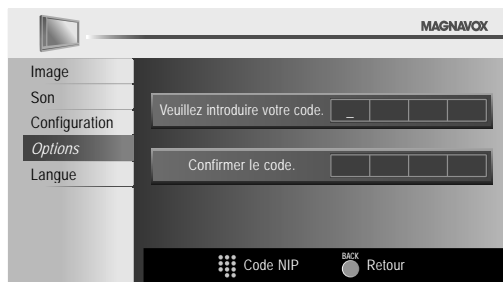 MAGNAVOX
Image
Son
Configuration
Options
Langue
Veuillez introduire votre code.
_
Confirmer le code.
Code NIP
BACK
Retour